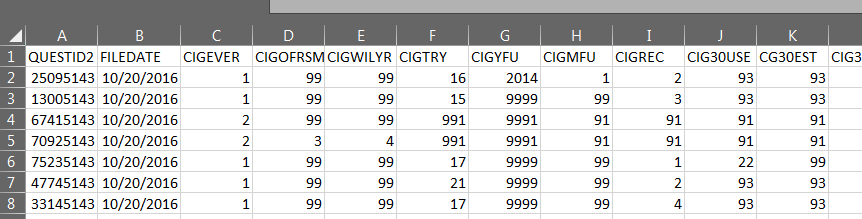 A B C D E F G H I J K
1 QUESTID2 FILEDATE CIGEVER CIGOFRSM CIGWILYR CIGTRY CIGYFU CIGMFU CIGREC CIG30USE CG30EST CIG3
2 25095143 10/20/2016 1 99 99 16 2014 1 2 93 93
3 13005143 10/20/2016 1 99 99 15 9999 99 3 93 93
4 67415143 10/20/2016 2 99 99 991 9991 91 91 91 91
5 70925143 10/20/2016 2 3 4 991 9991 91 91 91 91
6 75235143 10/20/2016 1 99 99 17 9999 99 1 22 99
7 47745143 10/20/2016 1 99 99 21 9999 99 2 93 93
8 33145143 10/20/2016 1 99 99 17 9999 99 4 93 93